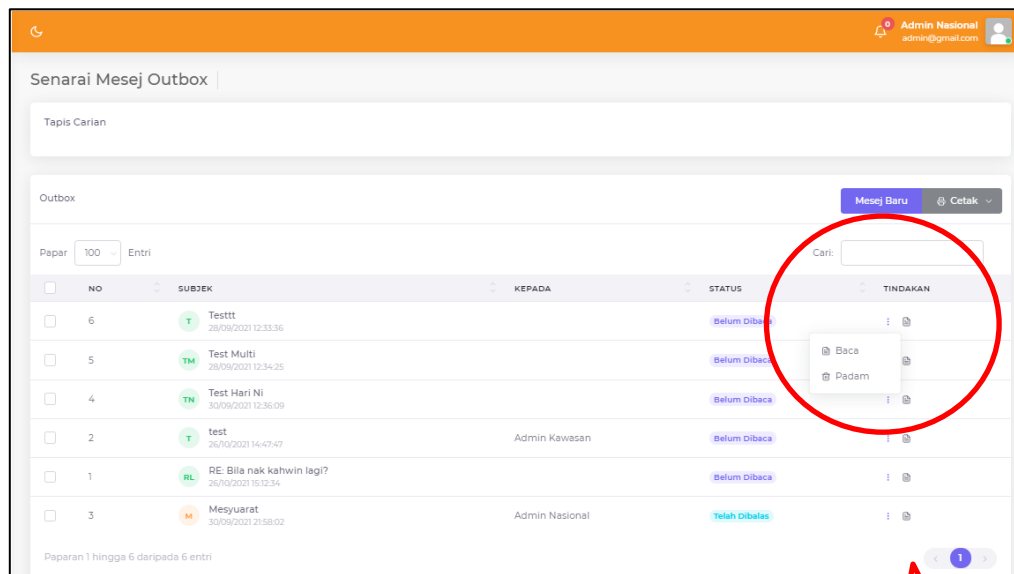 0
Admin Nasional
admin@gmail.com
Senarai Mesej Outbox
Tapis Carian
Outbox
Mesej Baru
Cetak
Papar 100 Entri
Cari:
NO SUBJEK KEPADA STATUS TINDAKAN
6 T Testtt Belum Dibaca
28/09/2021 12:33:36
Baca
5 TM Test Multi Belum Dibaca
28/09/2021 12:34:25
Padam
4 TN Test Hari Ni Belum Dibaca
30/09/2021 12:36:09
2 T test Admin Kawasan Belum Dibaca
26/10/2021 14:47:47
1 RL RE: Bila nak kahwin lagi? Belum Dibaca
26/10/2021 15:12:34
3 M Mesyuarat Admin Nasional Telah Dibalas
30/09/2021 21:58:02
Paparan 1 hingga 6 daripada 6 entri
1